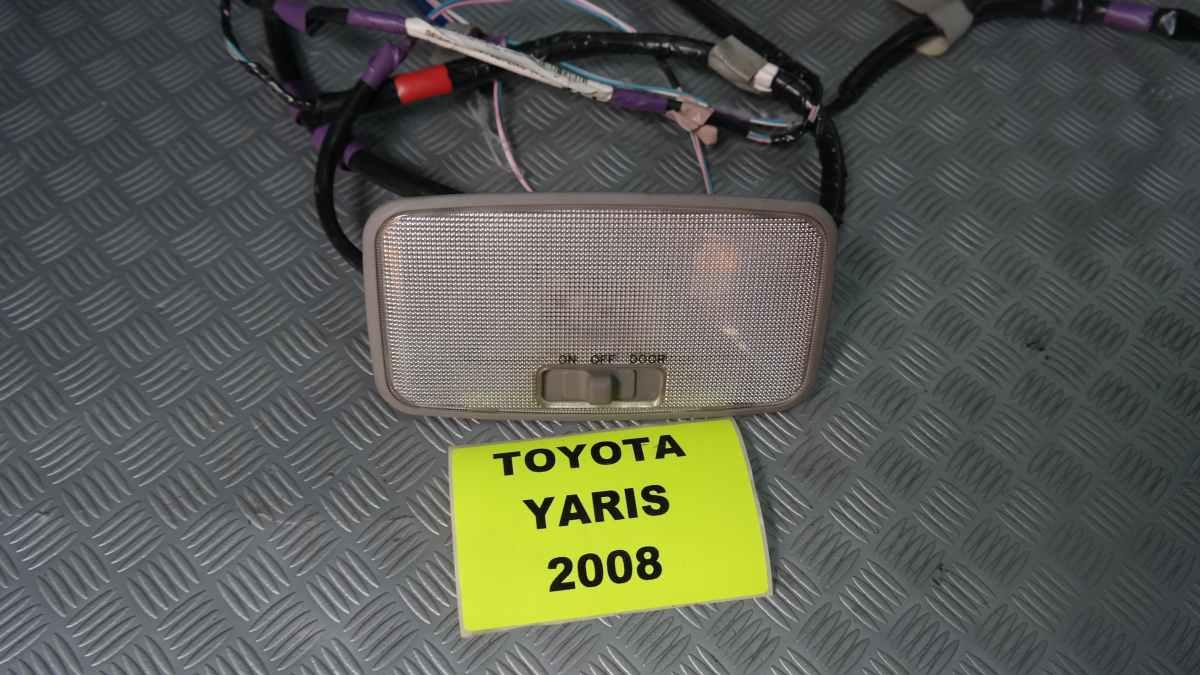 ON OFF DOOR
TOYOTA
YARIS
2008